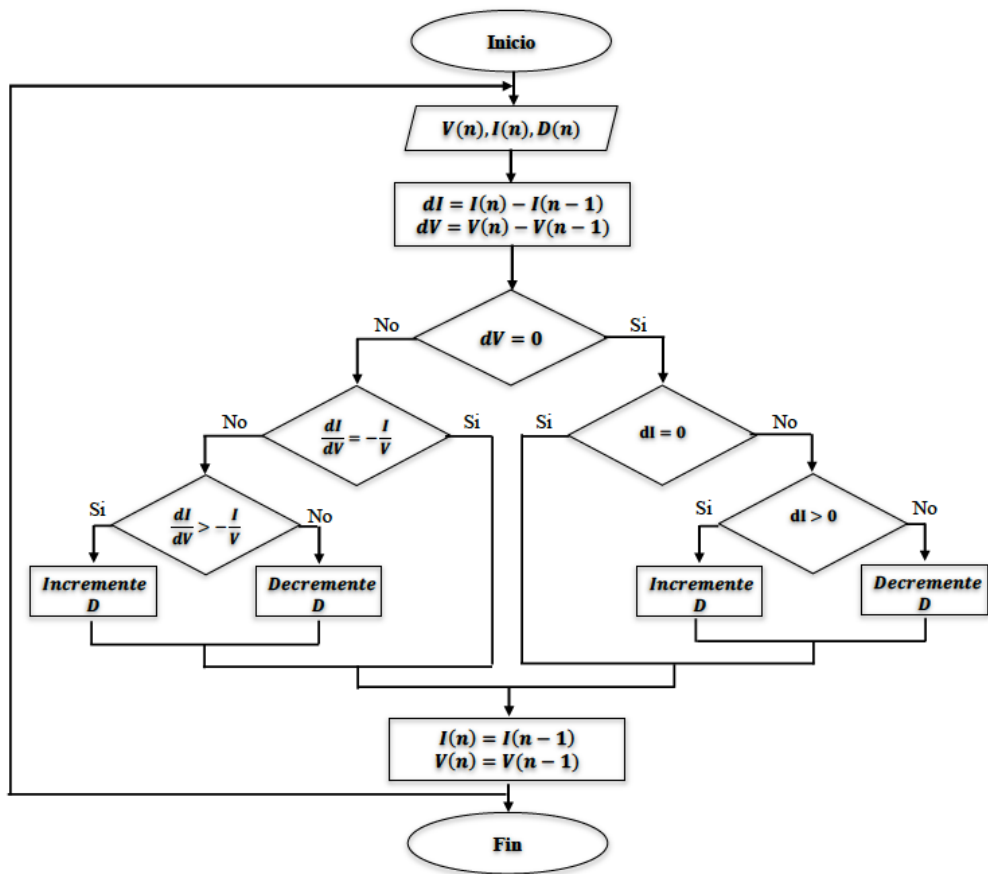 Inicio
V(n), I(n), D(n)
dI = I(n) − I(n − 1)
dV = V(n) − V(n − 1)
No
Si
dV = 0
No
Si
Si
No
dI/dV = − I/V
dI = 0
Si
No
Si
No
dI/dV > − I/V
dI > 0
Incremente
D
Decremente
D
Incremente
D
Decremente
D
I(n) = I(n − 1)
V(n) = V(n − 1)
Fin